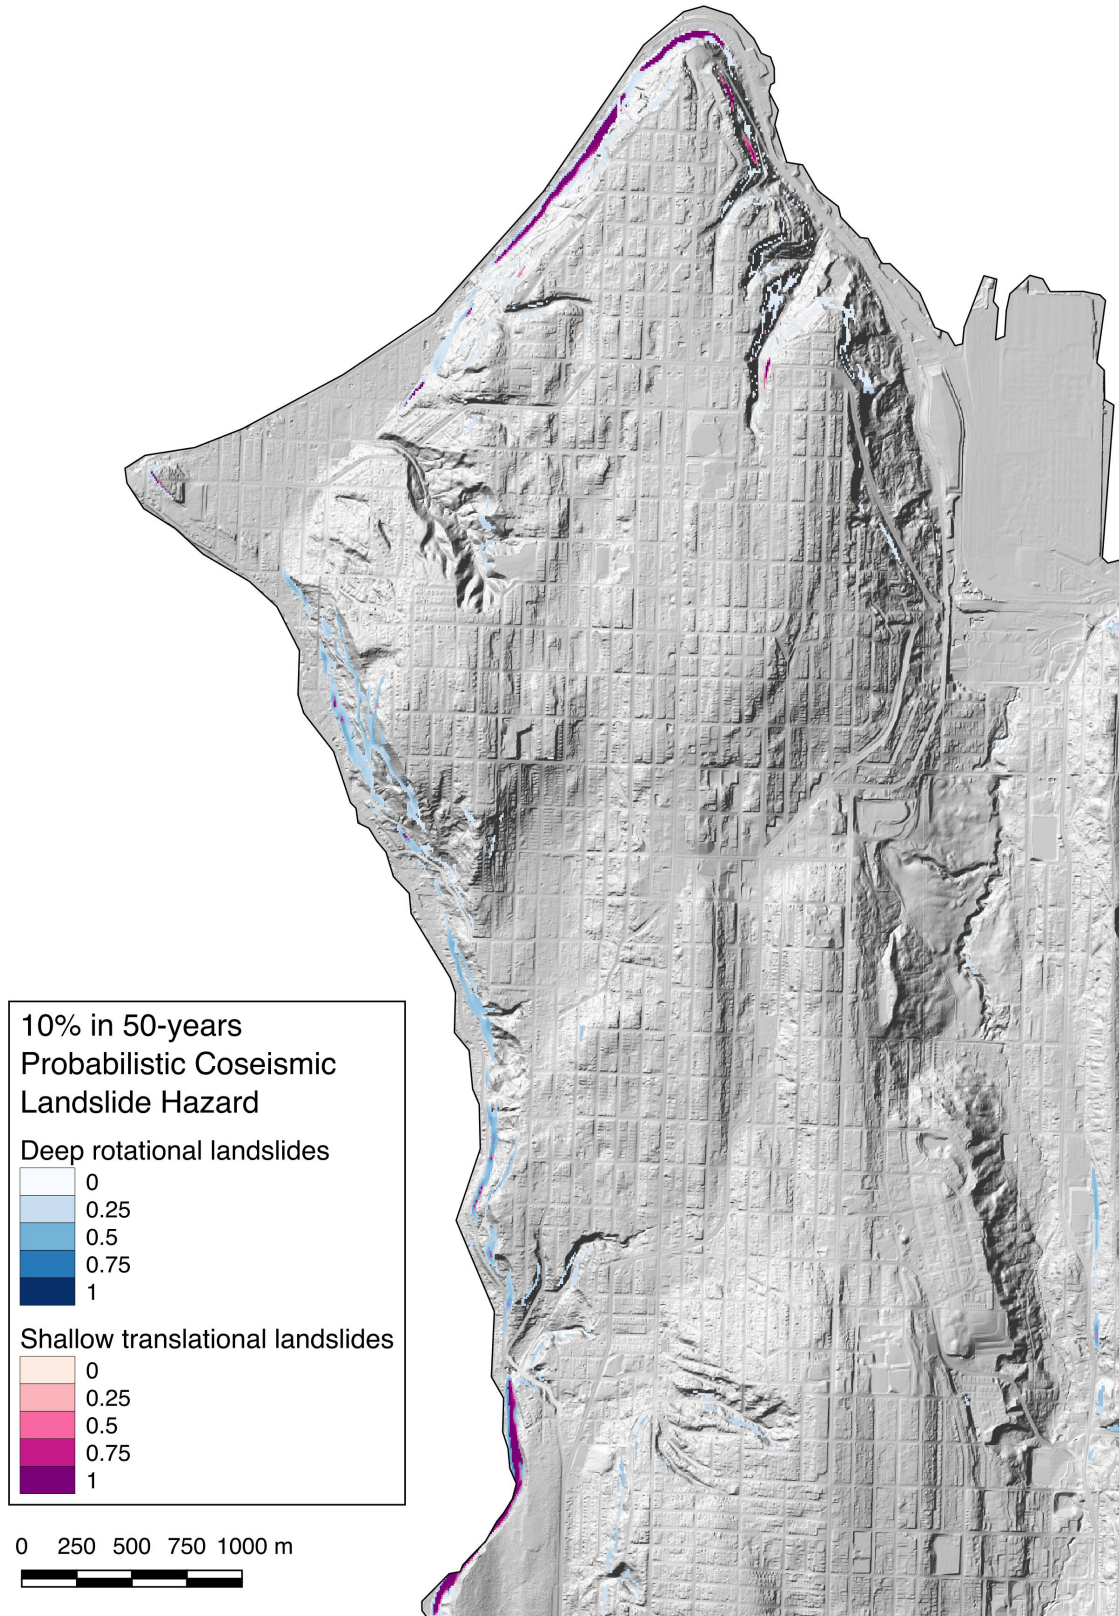 10% in 50-years
Probabilistic Coseismic
Landslide Hazard
Deep rotational landslides
0
0.25
0.5
0.75
1
Shallow translational landslides
0
0.25
0.5
0.75
1
0 250 500 750 1000 m